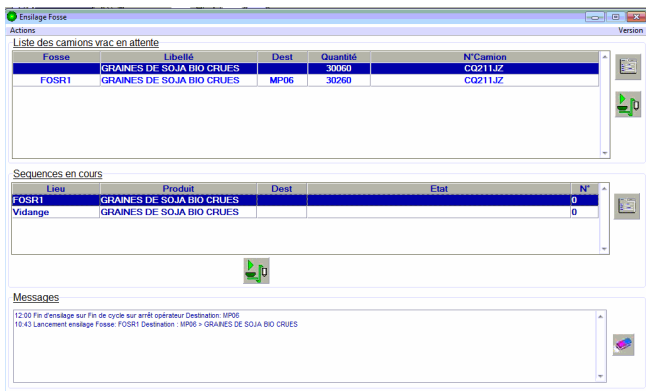 Ensilage Fosse
Actions Version
Liste des camions vrac en attente
Fosse Libellé Dest Quantité N°Camion
GRAINES DE SOJA BIO CRUES 30060 CQ211JZ
FOSR1 GRAINES DE SOJA BIO CRUES MP06 30260 CQ211JZ
Sequences en cours
Lieu Produit Dest Etat N°
FOSR1 GRAINES DE SOJA BIO CRUES 0
Vidange GRAINES DE SOJA BIO CRUES 0
Messages
12:00 Fin d'ensilage sur Fin de cycle sur arrêt opérateur Destination: MP06
10:43 Lancement ensilage Fosse: FOSR1 Destination : MP06 > GRAINES DE SOJA BIO CRUES